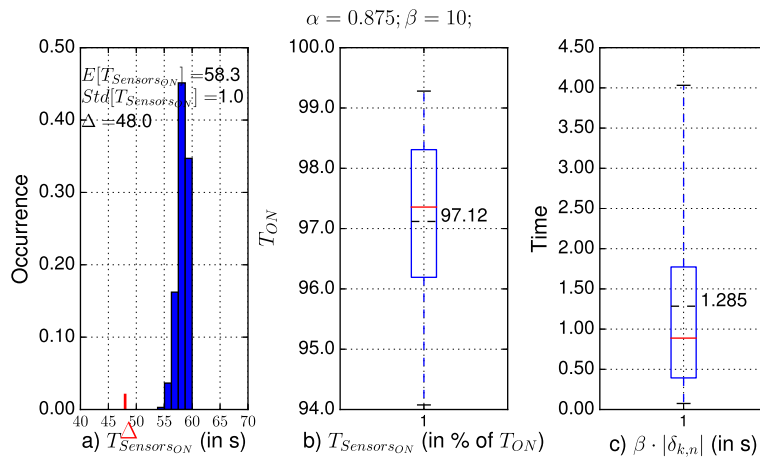 α = 0.875; β = 10;
0.50
0.40
0.30
0.20
0.10
0.00
Occurrence
E[T_{Sensors_{ON}}] =58.3
Std[T_{Sensors_{ON}}] =1.0
Δ =48.0
40 45 50 55 60 65 70
Δ
a) T_{Sensors_{ON}} (in s)
100.0
99.0
98.0
97.0
96.0
95.0
94.0
T_{ON}
97.12
1
b) T_{Sensors_{ON}} (in % of T_{ON})
4.50
4.00
3.50
3.00
2.50
2.00
1.50
1.00
0.50
0.00
Time
1.285
1
c) β · |δ_{k,n}| (in s)